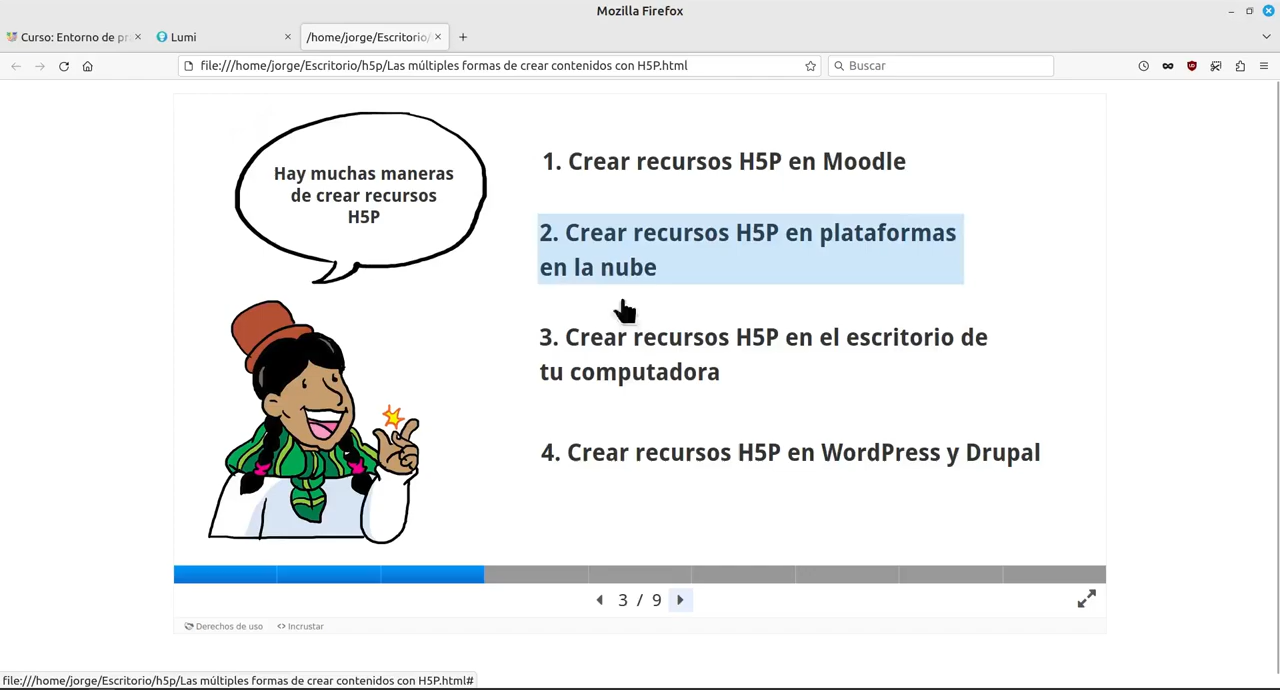 Mozilla Firefox
Curso: Entorno de pr
Lumi
/home/jorge/Escritorio/
file:///home/jorge/Escritorio/h5p/Las múltiples formas de crear contenidos con H5P.html
Buscar
Hay muchas maneras
de crear recursos
H5P
1. Crear recursos H5P en Moodle
2. Crear recursos H5P en plataformas
en la nube
3. Crear recursos H5P en el escritorio de
tu computadora
4. Crear recursos H5P en WordPress y Drupal
3 / 9
Derechos de uso
<> Incrustar
file:///home/jorge/Escritorio/h5p/Las múltiples formas de crear contenidos con H5P.html#